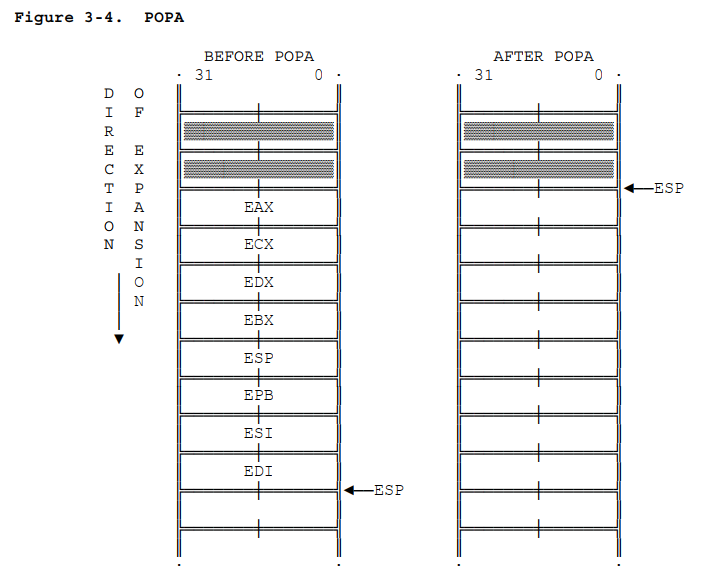 Figure 3-4.  POPA
BEFORE POPA
AFTER POPA
31 0
31 0
DIRECTION
OF EXPANSION
EAX
ECX
EDX
EBX
ESP
EPB
ESI
EDI
ESP
ESP